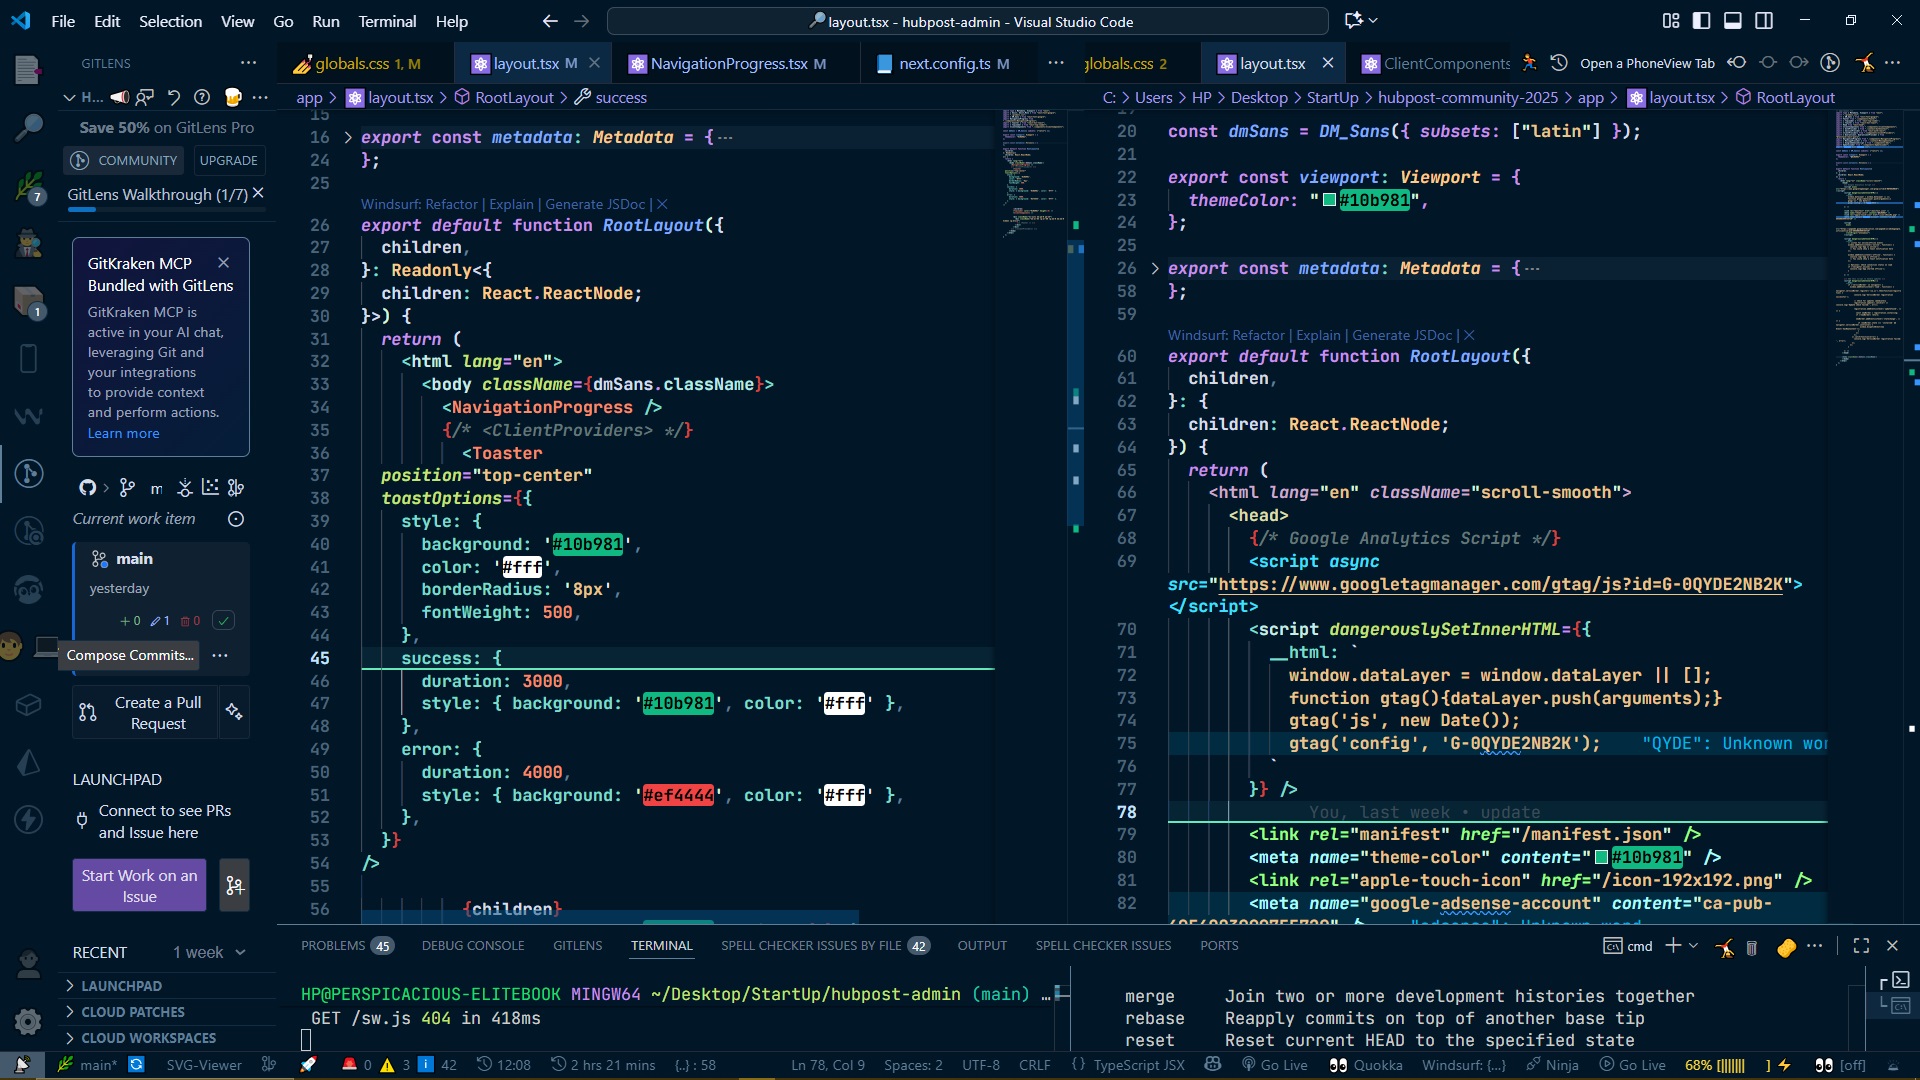 File Edit Selection View Go Run Terminal Help
layout.tsx - hubpost-admin - Visual Studio Code
GITLENS
globals.css 1, M
layout.tsx M
NavigationProgress.tsx M
next.config.ts M
globals.css 2
layout.tsx
ClientComponents
Open a PhoneView Tab
H...
Save 50% on GitLens Pro
COMMUNITY
UPGRADE
GitLens Walkthrough (1/7)
GitKraken MCP
Bundled with GitLens
GitKraken MCP is
active in your AI chat,
leveraging Git and
your integrations
to provide context
and perform actions.
Learn more
m
Current work item
main
yesterday
+0 1 0
Compose Commits...
Create a Pull
Request
LAUNCHPAD
Connect to see PRs
and Issue here
Start Work on an
Issue
RECENT 1 week
LAUNCHPAD
CLOUD PATCHES
CLOUD WORKSPACES
7
1
app > layout.tsx > RootLayout > success
15
16 export const metadata: Metadata = {
24 };
25
Windsurf: Refactor | Explain | Generate JSDoc | X
26 export default function RootLayout({
27 children,
28 }: Readonly<{
29 children: React.ReactNode;
30 }>) {
31 return (
32 <html lang="en">
33 <body className={dmSans.className}>
34 <NavigationProgress />
35 {/* <ClientProviders> */}
36 <Toaster
37 position="top-center"
38 toastOptions={{
39 style: {
40 background: '#10b981',
41 color: '#fff',
42 borderRadius: '8px',
43 fontWeight: 500,
44 },
45 success: {
46 duration: 3000,
47 style: { background: '#10b981', color: '#fff' },
48 },
49 error: {
50 duration: 4000,
51 style: { background: '#ef4444', color: '#fff' },
52 },
53 }}
54 />
55
56 {children}
C: > Users > HP > Desktop > StartUp > hubpost-community-2025 > app > layout.tsx > RootLayout
20 const dmSans = DM_Sans({ subsets: ["latin"] });
21
22 export const viewport: Viewport = {
23 themeColor: "#10b981",
24 };
25
26 export const metadata: Metadata = {
58 };
59
Windsurf: Refactor | Explain | Generate JSDoc | X
60 export default function RootLayout({
61 children,
62 }: {
63 children: React.ReactNode;
64 }) {
65 return (
66 <html lang="en" className="scroll-smooth">
67 <head>
68 {/* Google Analytics Script */}
69 <script async
src="https://www.googletagmanager.com/gtag/js?id=G-0QYDE2NB2K">
</script>
70 <script dangerouslySetInnerHTML={{
71 __html: `
72 window.dataLayer = window.dataLayer || [];
73 function gtag(){dataLayer.push(arguments);}
74 gtag('js', new Date());
75 gtag('config', 'G-0QYDE2NB2K'); "QYDE": Unknown wor
76 `
77 }} />
78 You, last week • update
79 <link rel="manifest" href="/manifest.json" />
80 <meta name="theme-color" content="#10b981" />
81 <link rel="apple-touch-icon" href="/icon-192x192.png" />
82 <meta name="google-adsense-account" content="ca-pub-
PROBLEMS 45 DEBUG CONSOLE GITLENS TERMINAL SPELL CHECKER ISSUES BY FILE 42 OUTPUT SPELL CHECKER ISSUES PORTS
cmd
HP@PERSPICACIOUS-ELITEBOOK MINGW64 ~/Desktop/StartUp/hubpost-admin (main) …
GET /sw.js 404 in 418ms
merge Join two or more development histories together
rebase Reapply commits on top of another base tip
reset Reset current HEAD to the specified state
main* SVG-Viewer 0 3 42 12:08 2 hrs 21 mins {..} : 58 Ln 78, Col 9 Spaces: 2 UTF-8 CRLF {} TypeScript JSX Go Live Quokka Windsurf: {...} Ninja Go Live 68% [||||||| ] [off]